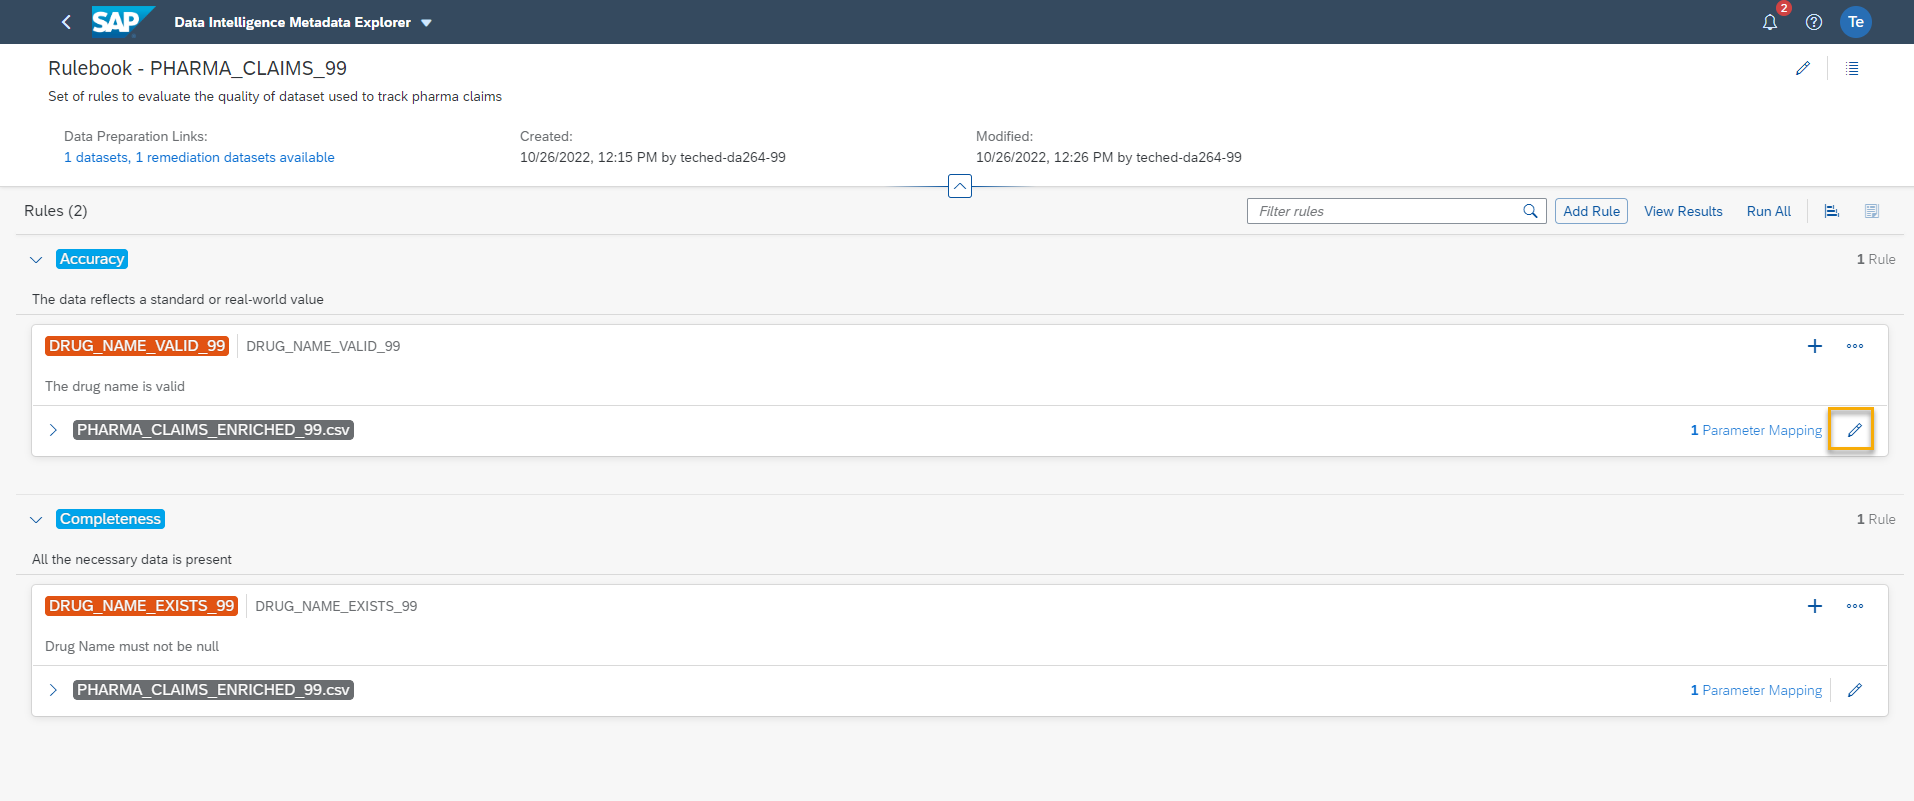 SAP Data Intelligence Metadata Explorer 2 Te
Rulebook - PHARMA_CLAIMS_99
Set of rules to evaluate the quality of dataset used to track pharma claims
Data Preparation Links: Created: Modified:
1 datasets, 1 remediation datasets available 10/26/2022, 12:15 PM by teched-da264-99 10/26/2022, 12:26 PM by teched-da264-99
Rules (2) Filter rules Add Rule View Results Run All
Accuracy 1 Rule
The data reflects a standard or real-world value
DRUG_NAME_VALID_99 DRUG_NAME_VALID_99
The drug name is valid
PHARMA_CLAIMS_ENRICHED_99.csv 1 Parameter Mapping
Completeness 1 Rule
All the necessary data is present
DRUG_NAME_EXISTS_99 DRUG_NAME_EXISTS_99
Drug Name must not be null
PHARMA_CLAIMS_ENRICHED_99.csv 1 Parameter Mapping